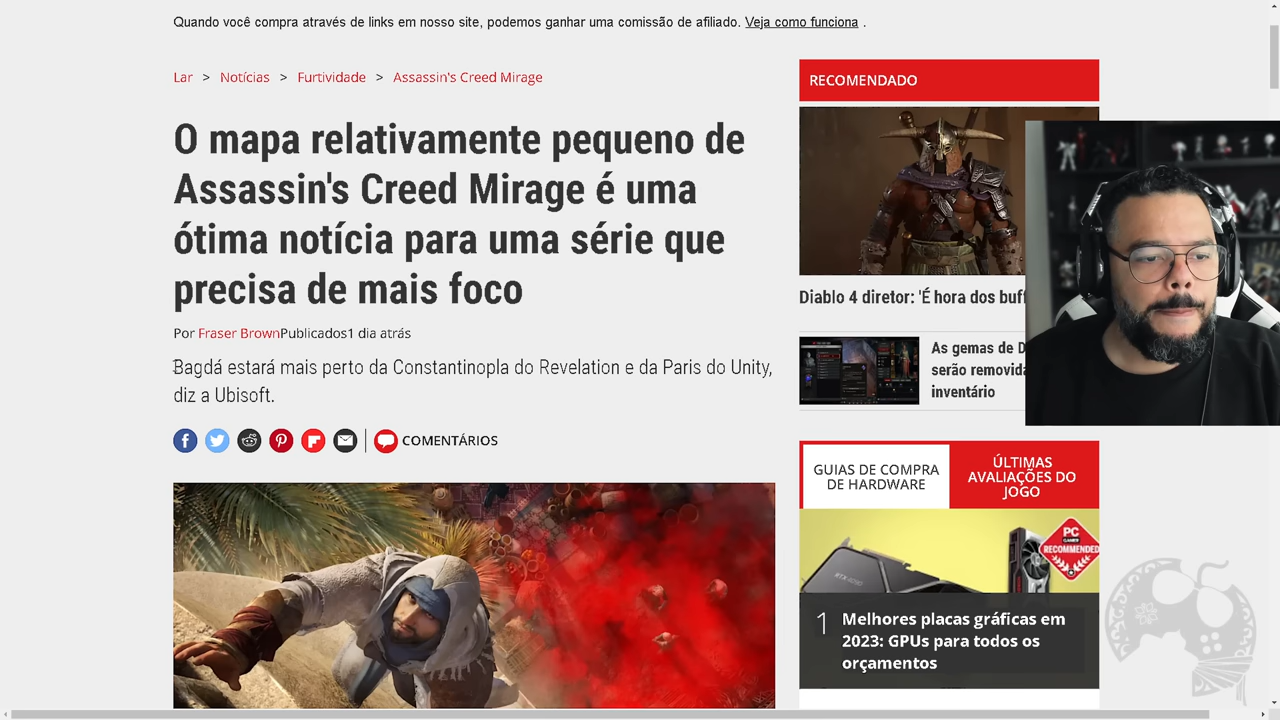 Quando você compra através de links em nosso site, podemos ganhar uma comissão de afiliado. Veja como funciona .
Lar > Notícias > Furtividade > Assassin's Creed Mirage
O mapa relativamente pequeno de
Assassin's Creed Mirage é uma
ótima notícia para uma série que
precisa de mais foco
Por Fraser BrownPublicados1 dia atrás
Bagdá estará mais perto da Constantinopla do Revelation e da Paris do Unity,
diz a Ubisoft.
COMENTÁRIOS
RECOMENDADO
Diablo 4 diretor: 'É hora dos buff
As gemas de D
serão removida
inventário
GUIAS DE COMPRA
DE HARDWARE
ÚLTIMAS
AVALIAÇÕES DO
JOGO
PC
GAMER
RECOMMENDED
1 Melhores placas gráficas em
2023: GPUs para todos os
orçamentos